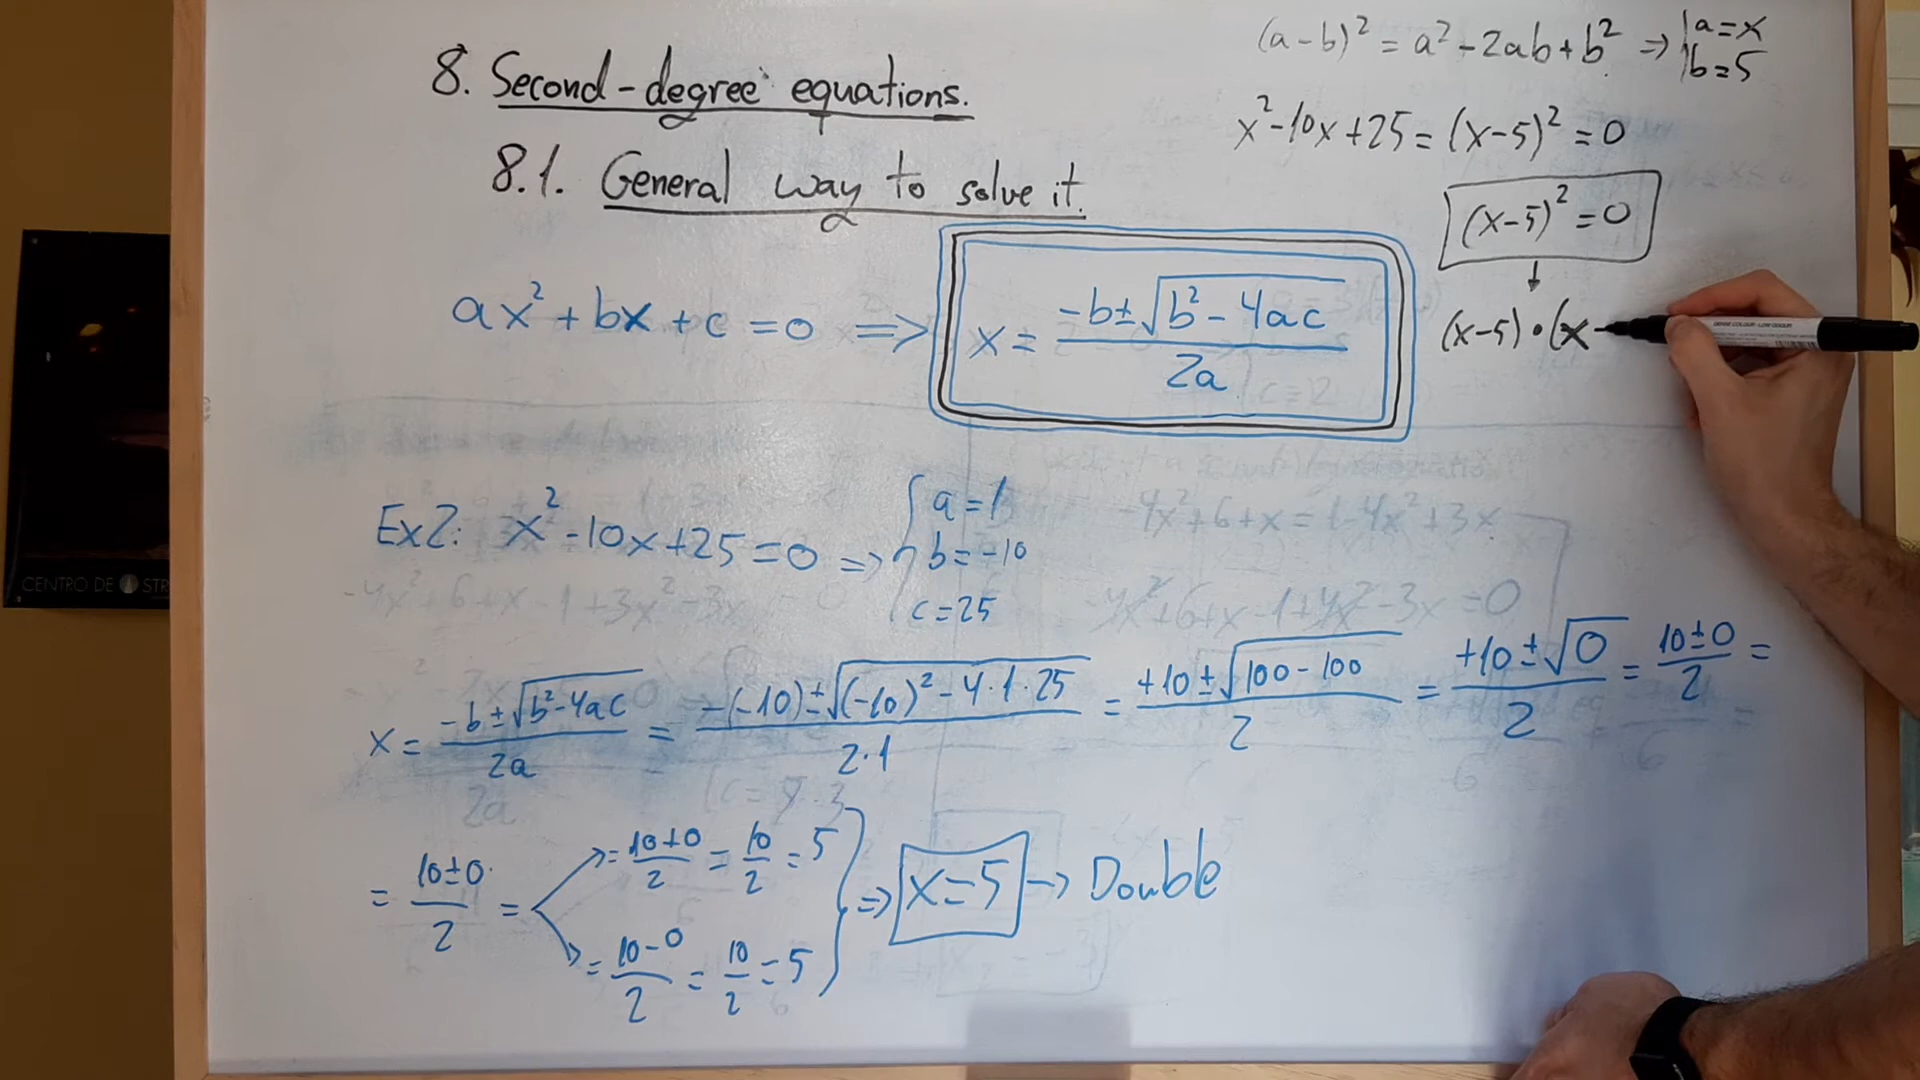 8. Second-degree equations.
8.1. General way to solve it.
ax² + bx + c = 0 => x = (-b ± √(b² - 4ac)) / 2a
(a-b)² = a² - 2ab + b² => | a = x
| b = 5
x² - 10x + 25 = (x-5)² = 0
(x-5)² = 0
↓
(x-5) · (x -
Ex2: x² - 10x + 25 = 0 => { a = 1
b = -10
c = 25
x = (-b ± √(b² - 4ac)) / 2a = (-(-10) ± √((-10)² - 4·1·25)) / 2·1 = (+10 ± √(100 - 100)) / 2 = (+10 ± √0) / 2 = (10 ± 0) / 2 =
= (10 ± 0) / 2 =
= (10 + 0) / 2 = 10/2 = 5
= (10 - 0) / 2 = 10/2 = 5
=> x = 5 -> Double
CENTRO DE